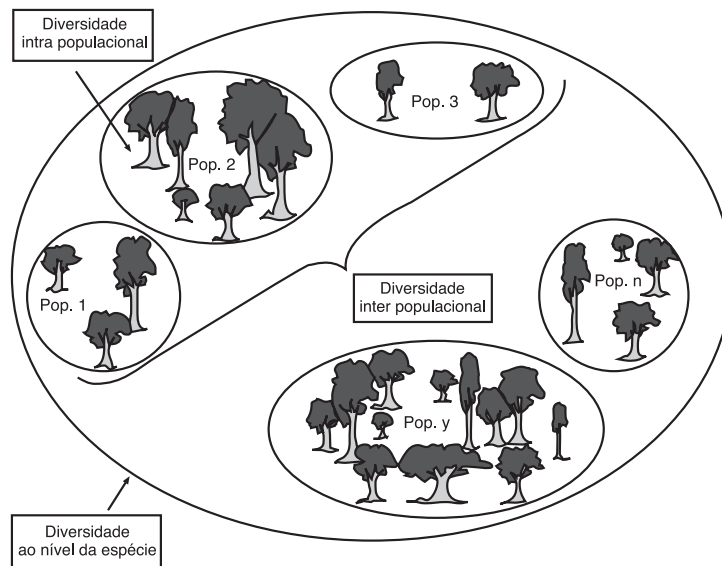 Diversidade
intra populacional
Pop. 3
Pop. 2
Pop. 1
Diversidade
inter populacional
Pop. n
Pop. y
Diversidade
ao nível da espécie